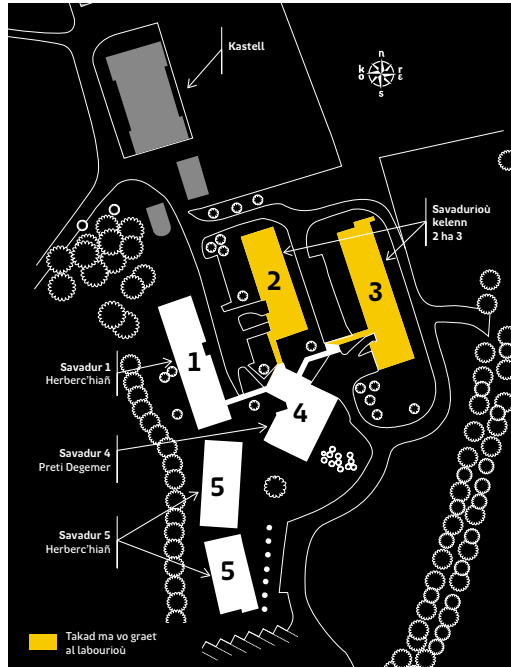 Kastell
n
k r
o ɛ
s
Savadurioù
kelenn
2 ha 3
2
3
1
Savadur 1
Herberc'hiañ
4
Savadur 4
Preti Degemer
5
Savadur 5
Herberc'hiañ
5
Takad ma vo graet
al labourioù